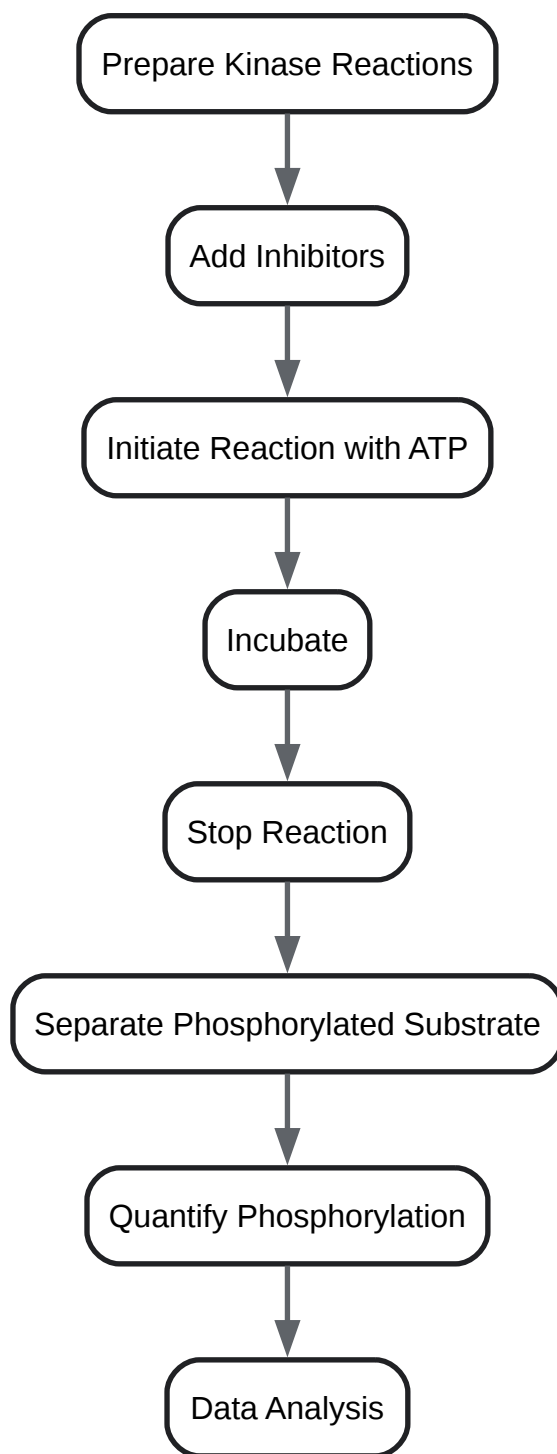 Prepare Kinase Reactions
Add Inhibitors
Initiate Reaction with ATP
Incubate
Stop Reaction
Separate Phosphorylated Substrate
Quantify Phosphorylation
Data Analysis